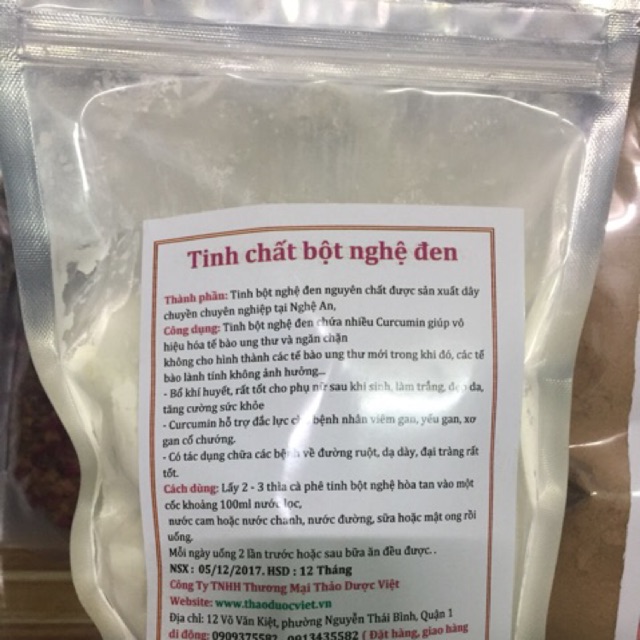 Tinh chất bột nghệ đen
Thành phần: Tinh bột nghệ đen nguyên chất được sản xuất dây
chuyền chuyên nghiệp tại Nghệ An,
Công dụng: Tinh bột nghệ đen chứa nhiều Curcumin giúp vô
hiệu hóa tế bào ung thư và ngăn chặn
không cho hình thành các tế bào ung thư mới trong khi đó, các tế
bào lành tính không ảnh hưởng...
- Bổ khí huyết, rất tốt cho phụ nữ sau khi sinh, làm trắng, đẹp da,
tăng cường sức khỏe
- Curcumin hỗ trợ đắc lực cho bệnh nhân viêm gan, yếu gan, xơ
gan cổ chướng.
- Có tác dụng chữa các bệnh về đường ruột, dạ dày, đại tràng rất
tốt.
Cách dùng: Lấy 2 - 3 thìa cà phê tinh bột nghệ hòa tan vào một
cốc khoảng 100ml nước lọc,
nước cam hoặc nước chanh, nước đường, sữa hoặc mật ong rồi
uống.
Mỗi ngày uống 2 lần trước hoặc sau bữa ăn đều được. .
NSX : 05/12/2017. HSD : 12 Tháng
Công Ty TNHH Thương Mại Thảo Dược Việt
Website: www.thaoduocviet.vn
Địa chỉ: 12 Võ Văn Kiệt, phường Nguyễn Thái Bình, Quận 1
di động: 0909375582 0913435582 ( Đặt hàng, giao hàng